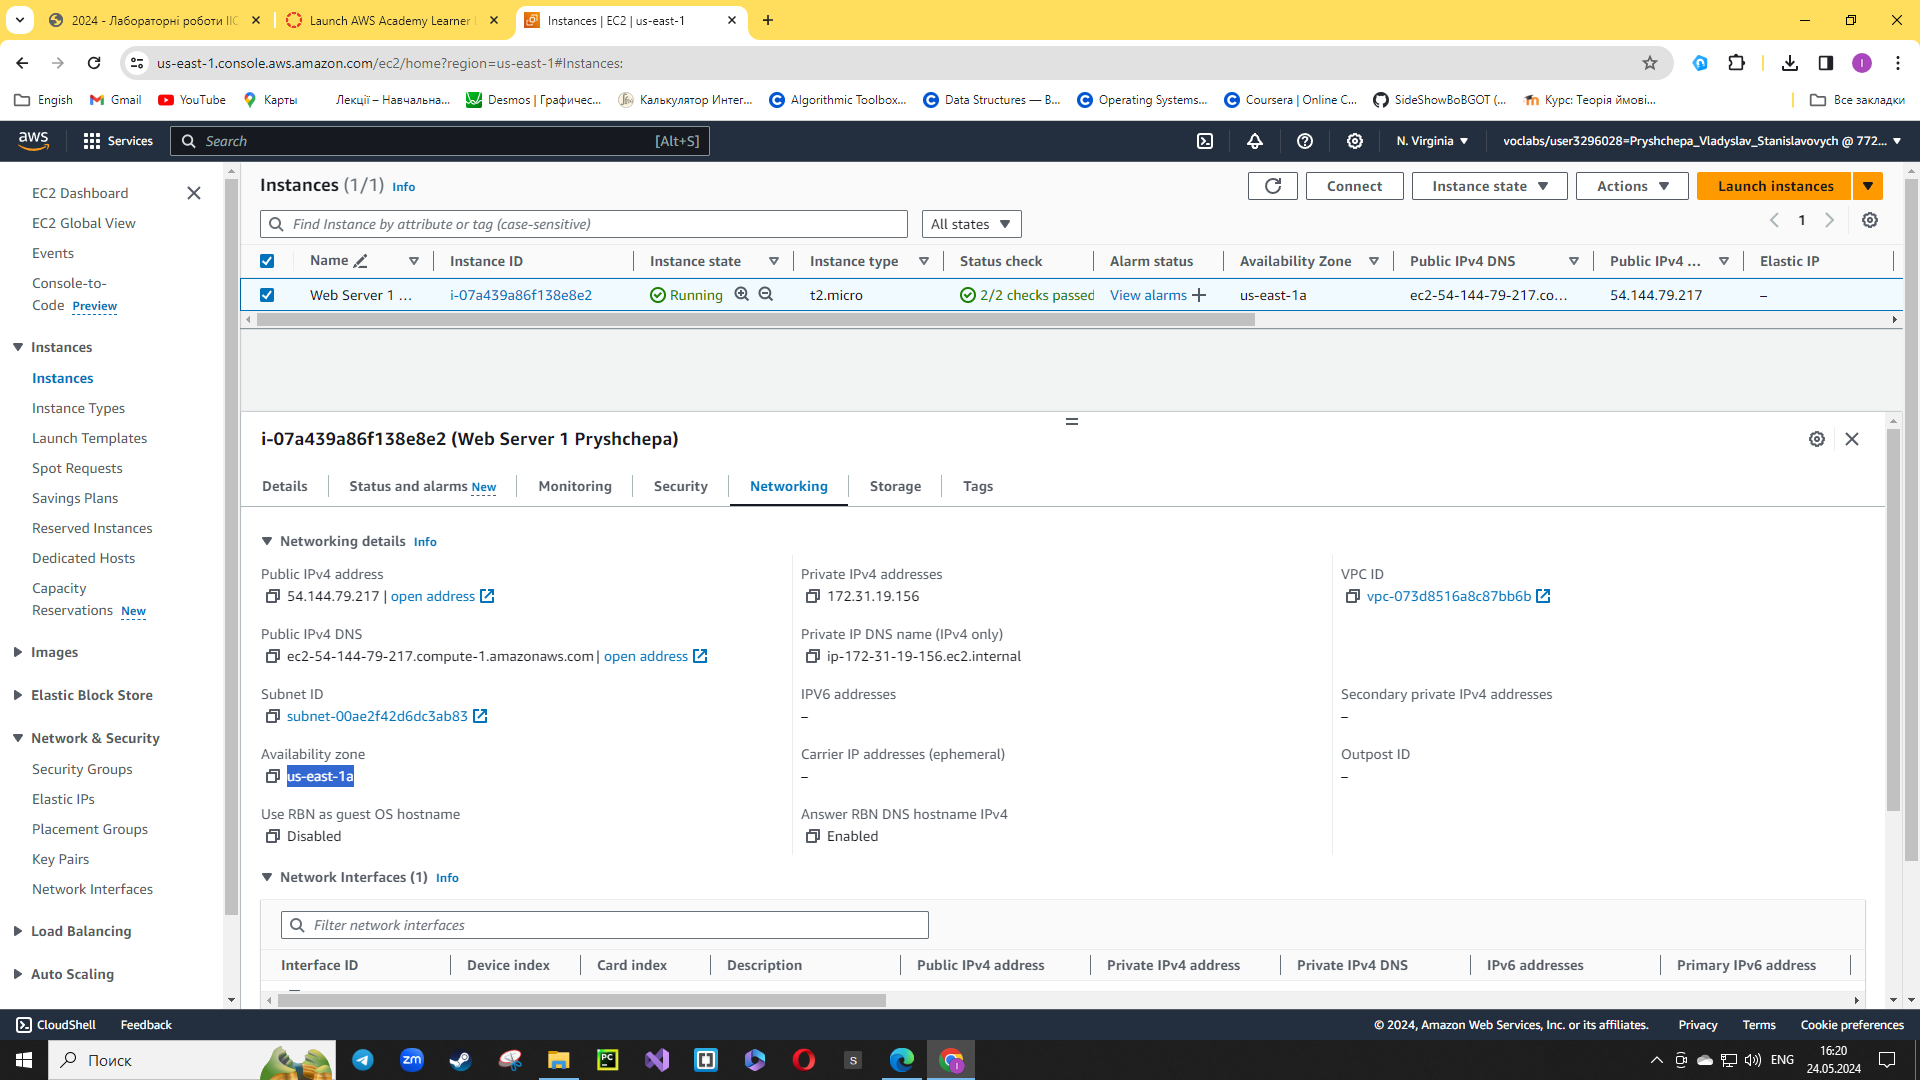 2024 - Лабораторні роботи ІІС
Launch AWS Academy Learner
Instances | EC2 | us-east-1
us-east-1.console.aws.amazon.com/ec2/home?region=us-east-1#Instances:
Engish
Gmail
YouTube
Карты
Лекції – Навчальна...
Desmos | Графичес...
Калькулятор Интег...
Algorithmic Toolbox...
Data Structures — B...
Operating Systems...
Coursera | Online C...
SideShowBoBGOT (...
Курс: Теорія ймові...
Все закладки
aws
Services
Search
[Alt+S]
N. Virginia
voclabs/user3296028=Pryshchepa_Vladyslav_Stanislavovych @ 772...
EC2 Dashboard
EC2 Global View
Events
Console-to-
Code Preview
Instances
Instances
Instance Types
Launch Templates
Spot Requests
Savings Plans
Reserved Instances
Dedicated Hosts
Capacity
Reservations New
Images
Elastic Block Store
Network & Security
Security Groups
Elastic IPs
Placement Groups
Key Pairs
Network Interfaces
Load Balancing
Auto Scaling
Instances (1/1) Info
Connect
Instance state
Actions
Launch instances
Find Instance by attribute or tag (case-sensitive)
All states
1
Name
Instance ID
Instance state
Instance type
Status check
Alarm status
Availability Zone
Public IPv4 DNS
Public IPv4 ...
Elastic IP
Web Server 1 ...
i-07a439a86f138e8e2
Running
t2.micro
2/2 checks passed
View alarms
us-east-1a
ec2-54-144-79-217.co...
54.144.79.217
–
i-07a439a86f138e8e2 (Web Server 1 Pryshchepa)
Details
Status and alarms New
Monitoring
Security
Networking
Storage
Tags
Networking details Info
Public IPv4 address
54.144.79.217 | open address
Private IPv4 addresses
172.31.19.156
VPC ID
vpc-073d8516a8c87bb6b
Public IPv4 DNS
ec2-54-144-79-217.compute-1.amazonaws.com | open address
Private IP DNS name (IPv4 only)
ip-172-31-19-156.ec2.internal
Subnet ID
subnet-00ae2f42d6dc3ab83
IPV6 addresses
–
Secondary private IPv4 addresses
–
Availability zone
us-east-1a
Carrier IP addresses (ephemeral)
–
Outpost ID
–
Use RBN as guest OS hostname
Disabled
Answer RBN DNS hostname IPv4
Enabled
Network Interfaces (1) Info
Filter network interfaces
Interface ID
Device index
Card index
Description
Public IPv4 address
Private IPv4 address
Private IPv4 DNS
IPv6 addresses
Primary IPv6 address
CloudShell
Feedback
© 2024, Amazon Web Services, Inc. or its affiliates.
Privacy
Terms
Cookie preferences
Поиск
zm
PC
S
ENG
16:20
24.05.2024